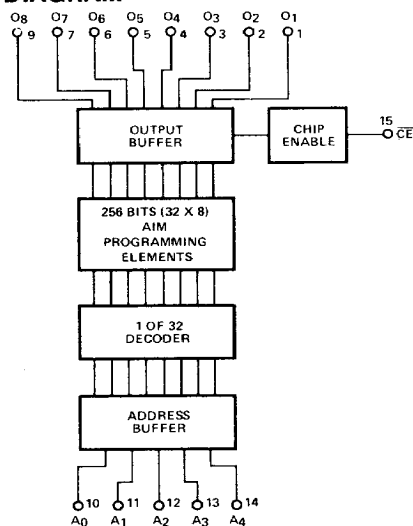 O8 O7 O6 O5 O4 O3 O2 O1
9 7 6 5 4 3 2 1
OUTPUT
BUFFER
CHIP
ENABLE
15
CE
256 BITS (32 X 8)
AIM
PROGRAMMING
ELEMENTS
1 OF 32
DECODER
ADDRESS
BUFFER
10 11 12 13 14
A0 A1 A2 A3 A4